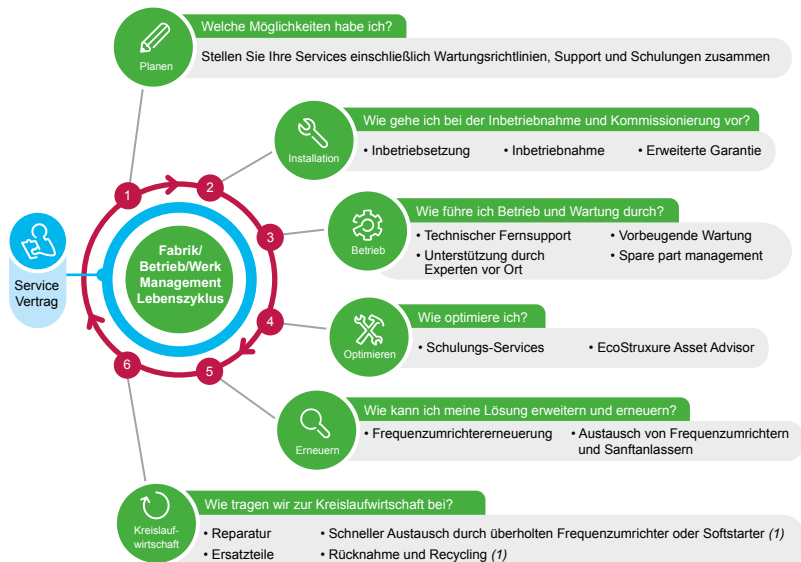 Welche Möglichkeiten habe ich?
Stellen Sie Ihre Services einschließlich Wartungsrichtlinien, Support und Schulungen zusammen
Planen
Wie gehe ich bei der Inbetriebnahme und Kommissionierung vor?
• Inbetriebsetzung • Inbetriebnahme • Erweiterte Garantie
Installation
1
2
3
4
5
6
Wie führe ich Betrieb und Wartung durch?
• Technischer Fernsupport • Vorbeugende Wartung
• Unterstützung durch • Spare part management
Experten vor Ort
Betrieb
Service
Vertrag
Fabrik/
Betrieb/Werk
Management
Lebenszyklus
Wie optimiere ich?
• Schulungs-Services • EcoStruxure Asset Advisor
Optimieren
Wie kann ich meine Lösung erweitern und erneuern?
• Frequenzumrichtererneuerung • Austausch von Frequenzumrichtern
und Sanftanlassern
Erneuern
Wie tragen wir zur Kreislaufwirtschaft bei?
• Reparatur • Schneller Austausch durch überholten Frequenzumrichter oder Softstarter (1)
• Ersatzteile • Rücknahme und Recycling (1)
Kreislauf-
wirtschaft